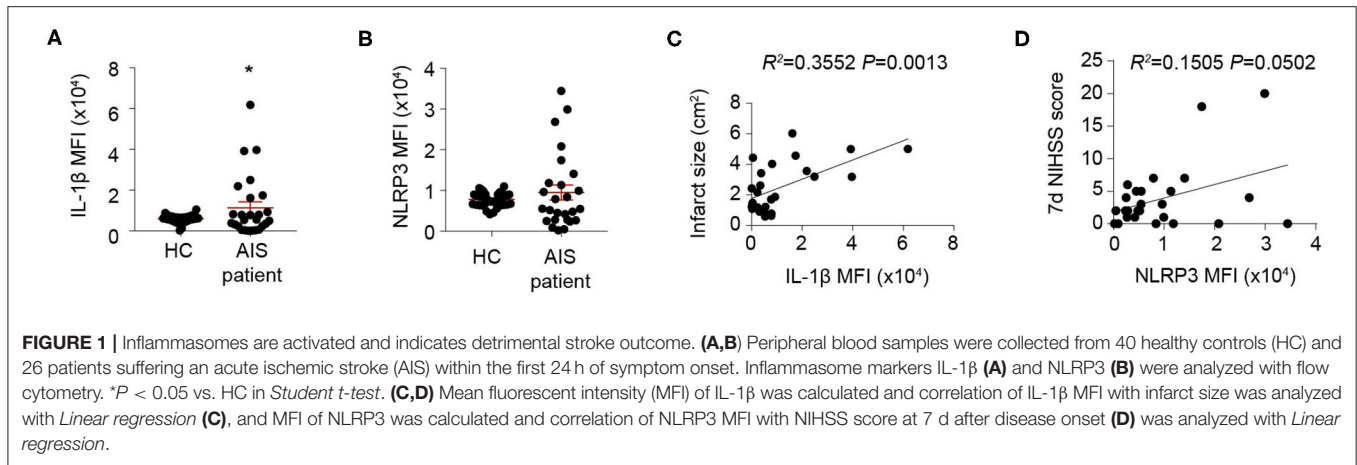 A
B
C
D
IL-1β MFI (x10⁴)
8
6
4
2
0
*
HC
AIS
patient
NLRP3 MFI (x10⁴)
4
3
2
1
0
HC
AIS
patient
R²=0.3552 P=0.0013
Infarct size (cm²)
8
6
4
2
0
0 2 4 6 8
IL-1β MFI (x10⁴)
R²=0.1505 P=0.0502
7d NIHSS score
25
20
15
10
5
0
0 1 2 3 4
NLRP3 MFI (x10⁴)
FIGURE 1 | Inflammasomes are activated and indicates detrimental stroke outcome. (A,B) Peripheral blood samples were collected from 40 healthy controls (HC) and
26 patients suffering an acute ischemic stroke (AIS) within the first 24 h of symptom onset. Inflammasome markers IL-1β (A) and NLRP3 (B) were analyzed with flow
cytometry. *P < 0.05 vs. HC in Student t-test. (C,D) Mean fluorescent intensity (MFI) of IL-1β was calculated and correlation of IL-1β MFI with infarct size was analyzed
with Linear regression (C), and MFI of NLRP3 was calculated and correlation of NLRP3 MFI with NIHSS score at 7 d after disease onset (D) was analyzed with Linear
regression.